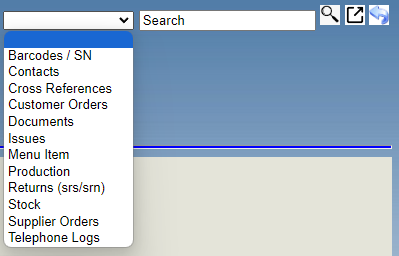 Search
Barcodes / SN
Contacts
Cross References
Customer Orders
Documents
Issues
Menu Item
Production
Returns (srs/srn)
Stock
Supplier Orders
Telephone Logs